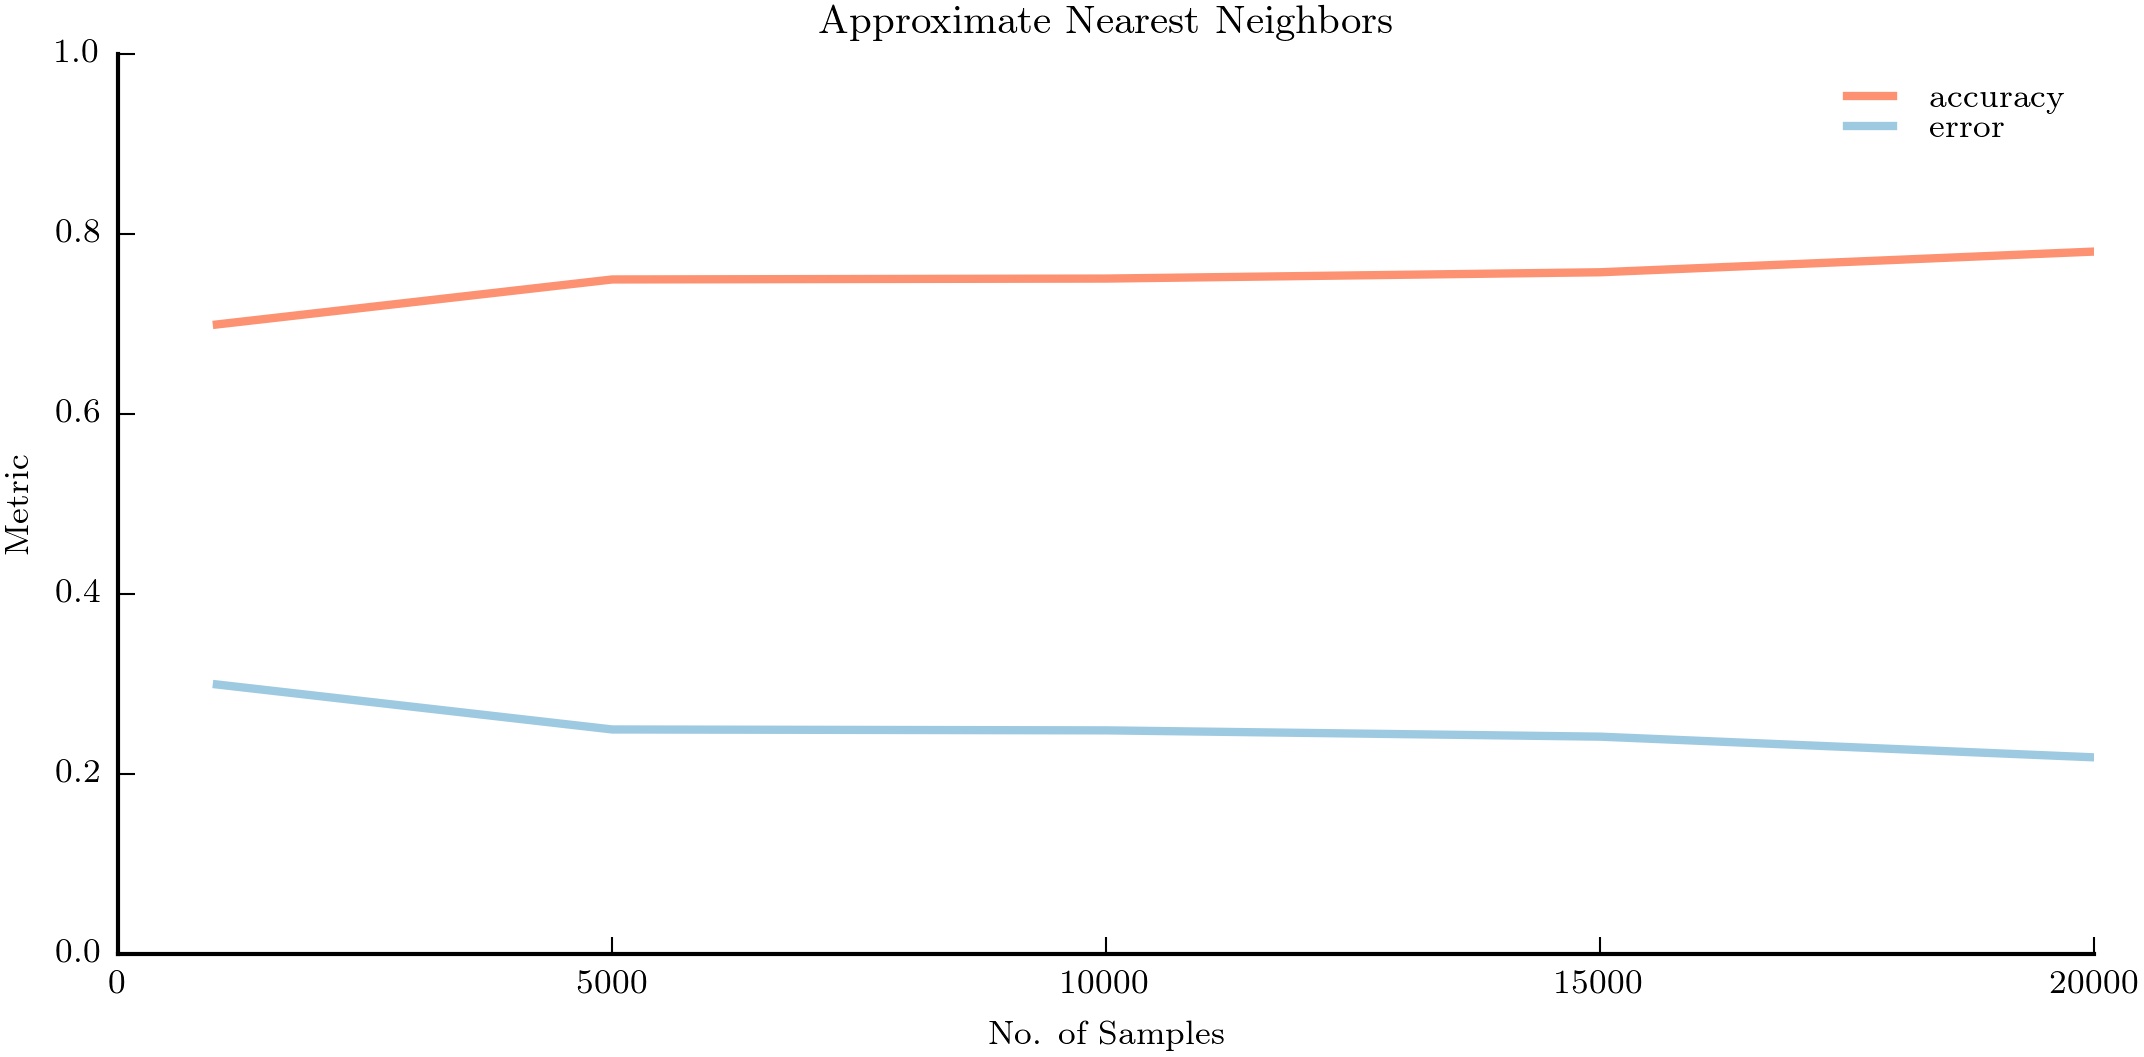 Approximate Nearest Neighbors
1.0
accuracy
error
0.8
0.6
Metric
0.4
0.2
0.0
0 5000 10000 15000 20000
No. of Samples